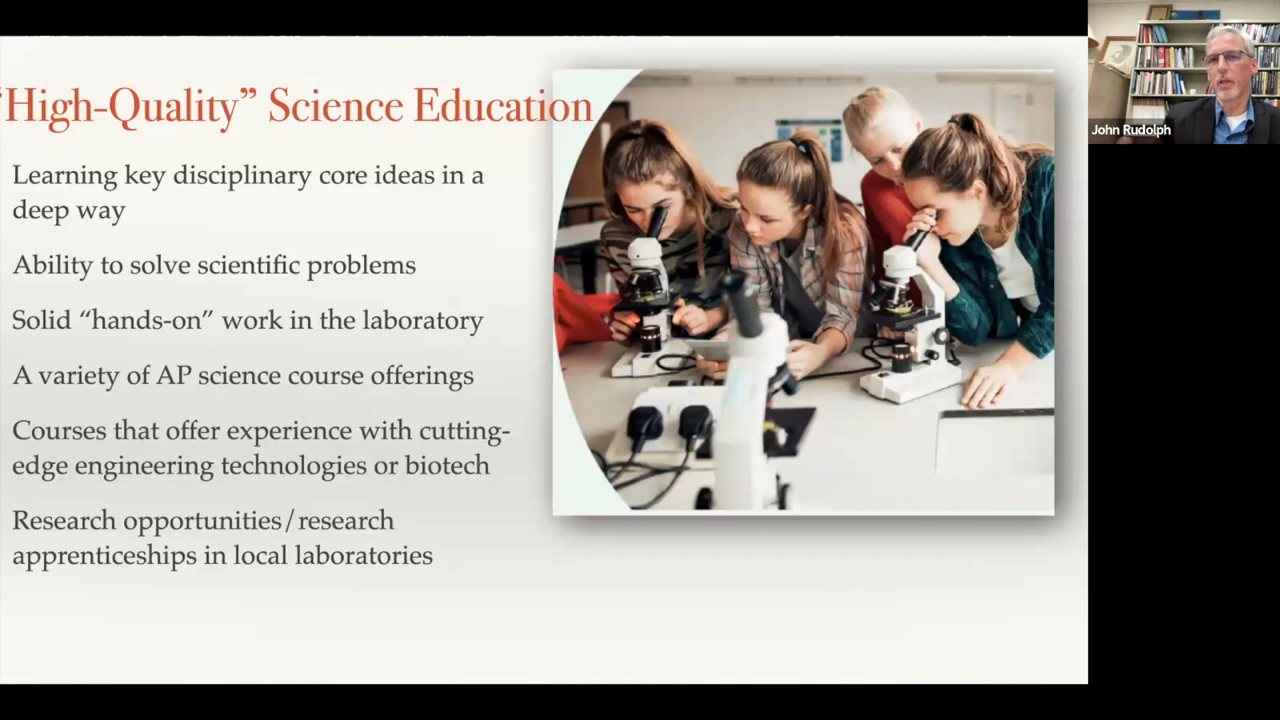 “High-Quality” Science Education
Learning key disciplinary core ideas in a
deep way
Ability to solve scientific problems
Solid “hands-on” work in the laboratory
A variety of AP science course offerings
Courses that offer experience with cutting-
edge engineering technologies or biotech
Research opportunities/research
apprenticeships in local laboratories
John Rudolph